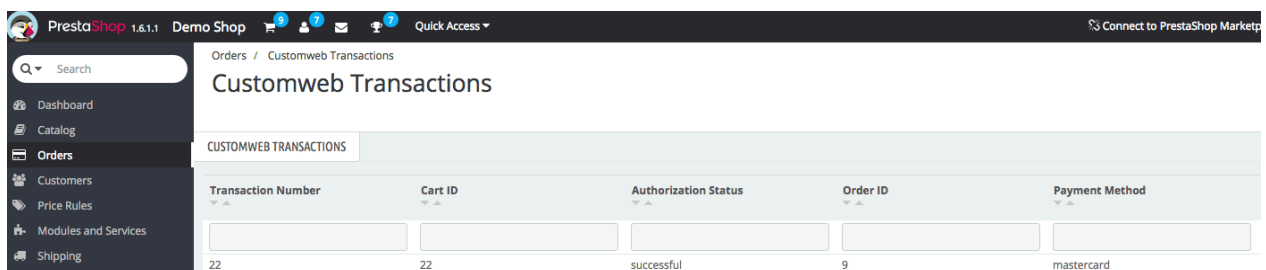 PrestaShop 1.6.1.1 Demo Shop 9 7 7 Quick Access Connect to PrestaShop Marketp
Search
Orders / Customweb Transactions
Customweb Transactions
Dashboard
Catalog
Orders
Customers
Price Rules
Modules and Services
Shipping
CUSTOMWEB TRANSACTIONS
Transaction Number Cart ID Authorization Status Order ID Payment Method
22 22 successful 9 mastercard